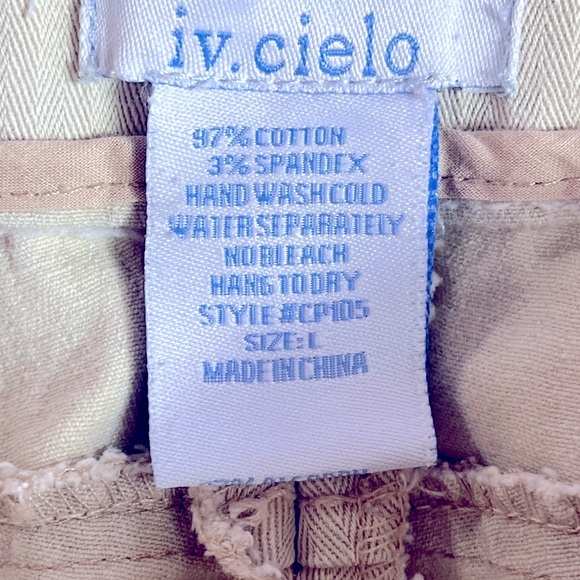 iv.cielo
97% COTTON
3% SPANDEX
HAND WASH COLD
WATER SEPARATELY
NO BLEACH
HANG TO DRY
STYLE #CP105
SIZE: L
MADE IN CHINA